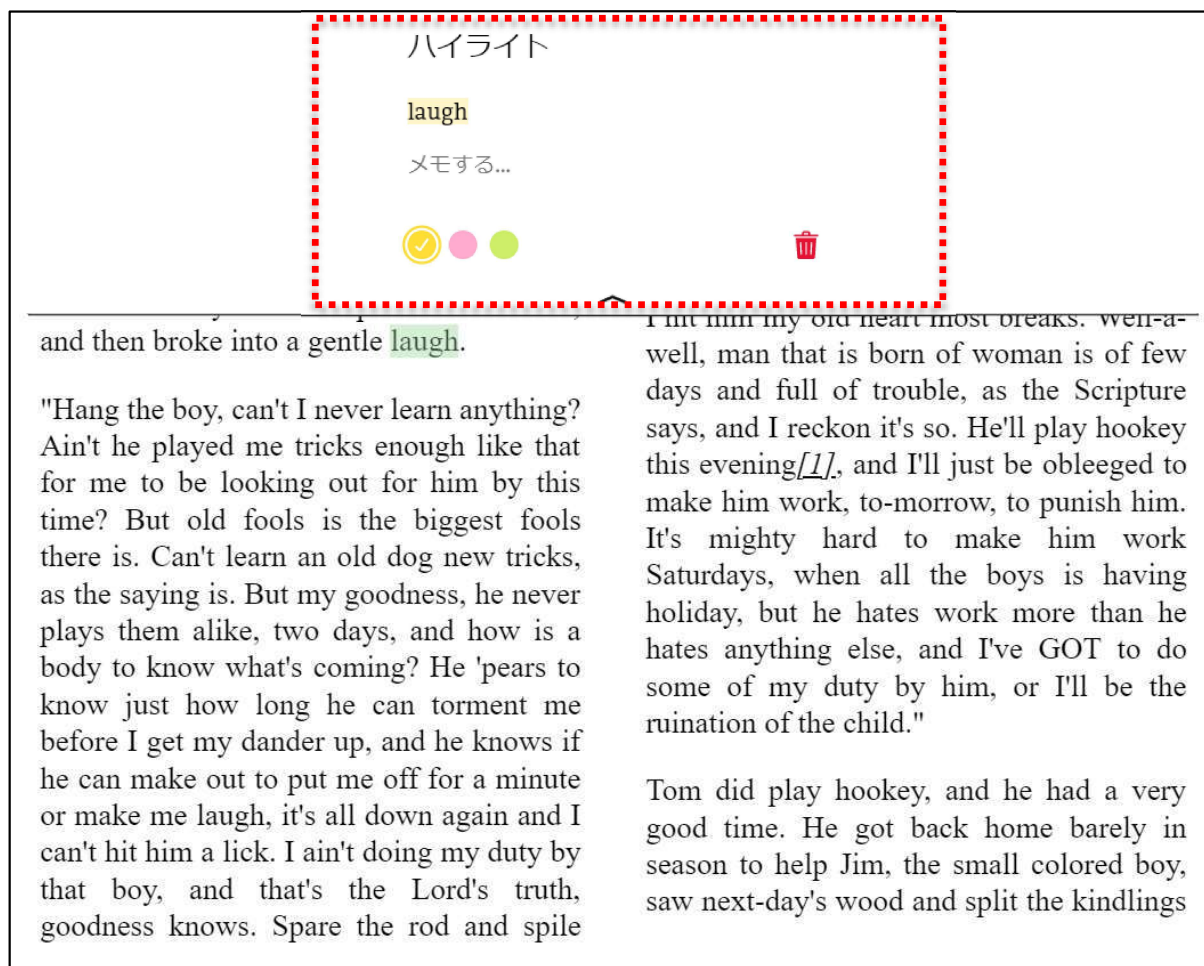 ハイライト
laugh
メモする...
and then broke into a gentle laugh.
"Hang the boy, can't I never learn anything?
Ain't he played me tricks enough like that
for me to be looking out for him by this
time? But old fools is the biggest fools
there is. Can't learn an old dog new tricks,
as the saying is. But my goodness, he never
plays them alike, two days, and how is a
body to know what's coming? He 'pears to
know just how long he can torment me
before I get my dander up, and he knows if
he can make out to put me off for a minute
or make me laugh, it's all down again and I
can't hit him a lick. I ain't doing my duty by
that boy, and that's the Lord's truth,
goodness knows. Spare the rod and spile
I hit him my old heart most breaks. Well-a-
well, man that is born of woman is of few
days and full of trouble, as the Scripture
says, and I reckon it's so. He'll play hookey
this evening[1], and I'll just be obleeged to
make him work, to-morrow, to punish him.
It's mighty hard to make him work
Saturdays, when all the boys is having
holiday, but he hates work more than he
hates anything else, and I've GOT to do
some of my duty by him, or I'll be the
ruination of the child."
Tom did play hookey, and he had a very
good time. He got back home barely in
season to help Jim, the small colored boy,
saw next-day's wood and split the kindlings